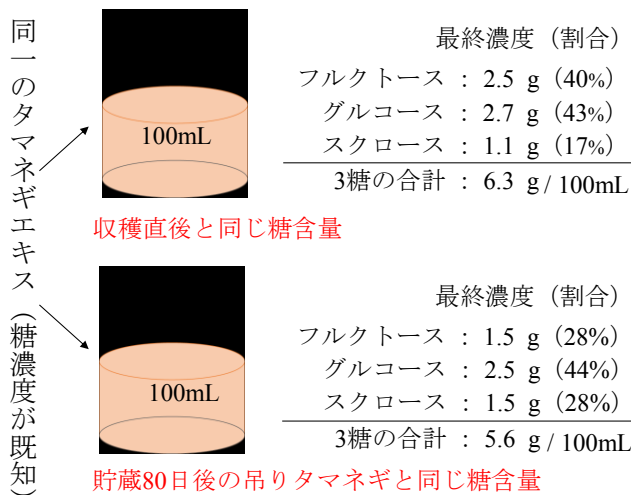 同一のタマネギエキス（糖濃度が既知）
最終濃度（割合）
100mL
フルクトース : 2.5 g（40%）
グルコース : 2.7 g（43%）
スクロース : 1.1 g（17%）
3糖の合計 : 6.3 g / 100mL
収穫直後と同じ糖含量
最終濃度（割合）
100mL
フルクトース : 1.5 g（28%）
グルコース : 2.5 g（44%）
スクロース : 1.5 g（28%）
3糖の合計 : 5.6 g / 100mL
貯蔵80日後の吊りタマネギと同じ糖含量